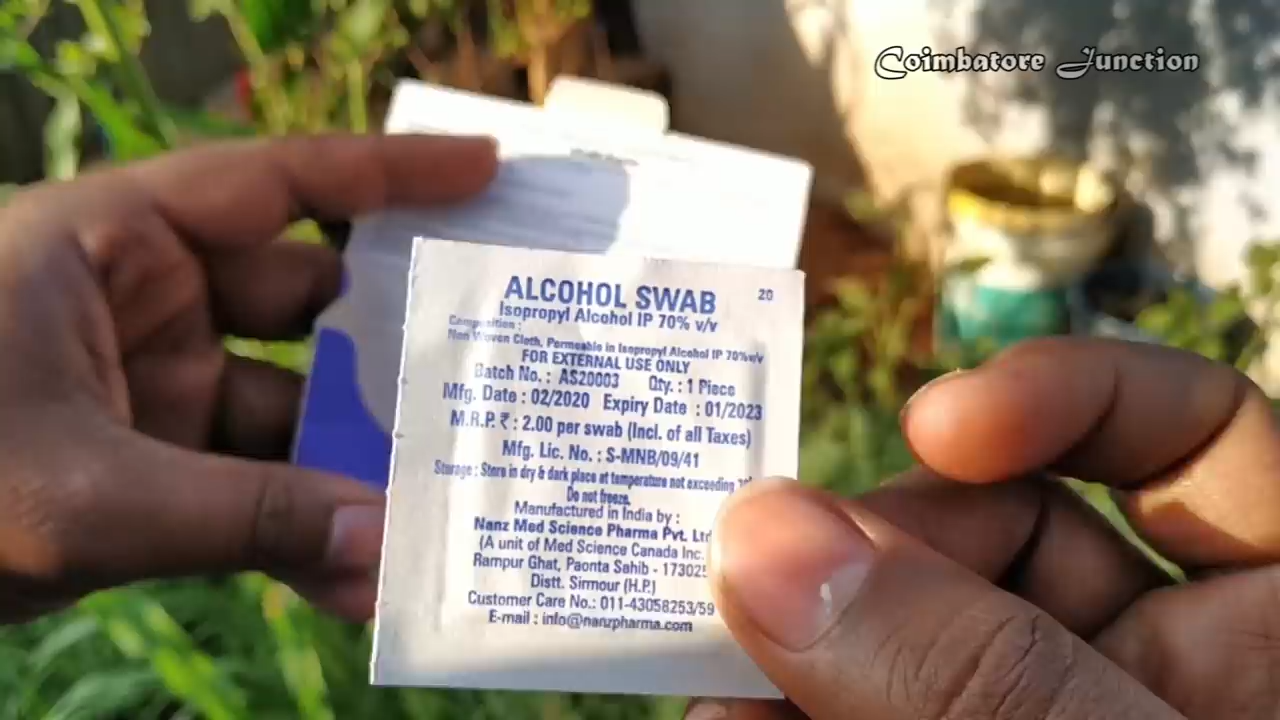 Coimbatore Junction
ALCOHOL SWAB 20
Isopropyl Alcohol IP 70% v/v
Composition :
Non Woven Cloth, Permeable in Isopropyl Alcohol IP 70%v/v
FOR EXTERNAL USE ONLY
Batch No. : AS20003 Qty. : 1 Piece
Mfg. Date : 02/2020 Expiry Date : 01/2023
M.R.P. ₹ : 2.00 per swab (Incl. of all Taxes)
Mfg. Lic. No. : S-MNB/09/41
Storage : Store in dry & dark place at temperature not exceeding
Do not freeze.
Manufactured in India by :
Nanz Med Science Pharma Pvt.
(A unit of Med Science Canada Inc.
Rampur Ghat, Paonta Sahib -
Distt. Sirmour (H.P.)
Customer Care No.: 011-43058253/59
E-mail : info@nanzpharma.com